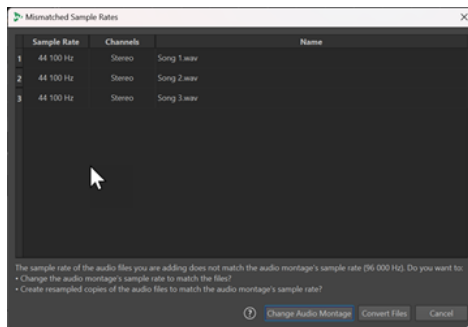 Mismatched Sample Rates
Sample Rate Channels Name
1 44 100 Hz Stereo Song 1.wav
2 44 100 Hz Stereo Song 2.wav
3 44 100 Hz Stereo Song 3.wav
The sample rate of the audio files you are adding does not match the audio montage's sample rate (96 000 Hz). Do you want to:
• Change the audio montage's sample rate to match the files?
• Create resampled copies of the audio files to match the audio montage's sample rate?
? Change Audio Montage Convert Files Cancel